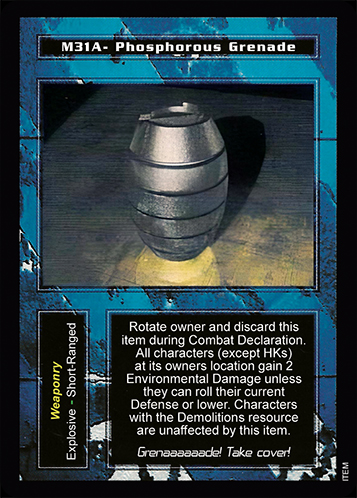 M31A- Phosphorous Grenade
Weaponry
Explosive - Short-Ranged
Rotate owner and discard this
item during Combat Declaration.
All characters (except HKs)
at its owners location gain 2
Environmental Damage unless
they can roll their current
Defense or lower. Characters
with the Demolitions resource
are unaffected by this item.
Grenaaaaaade! Take cover!
ITEM